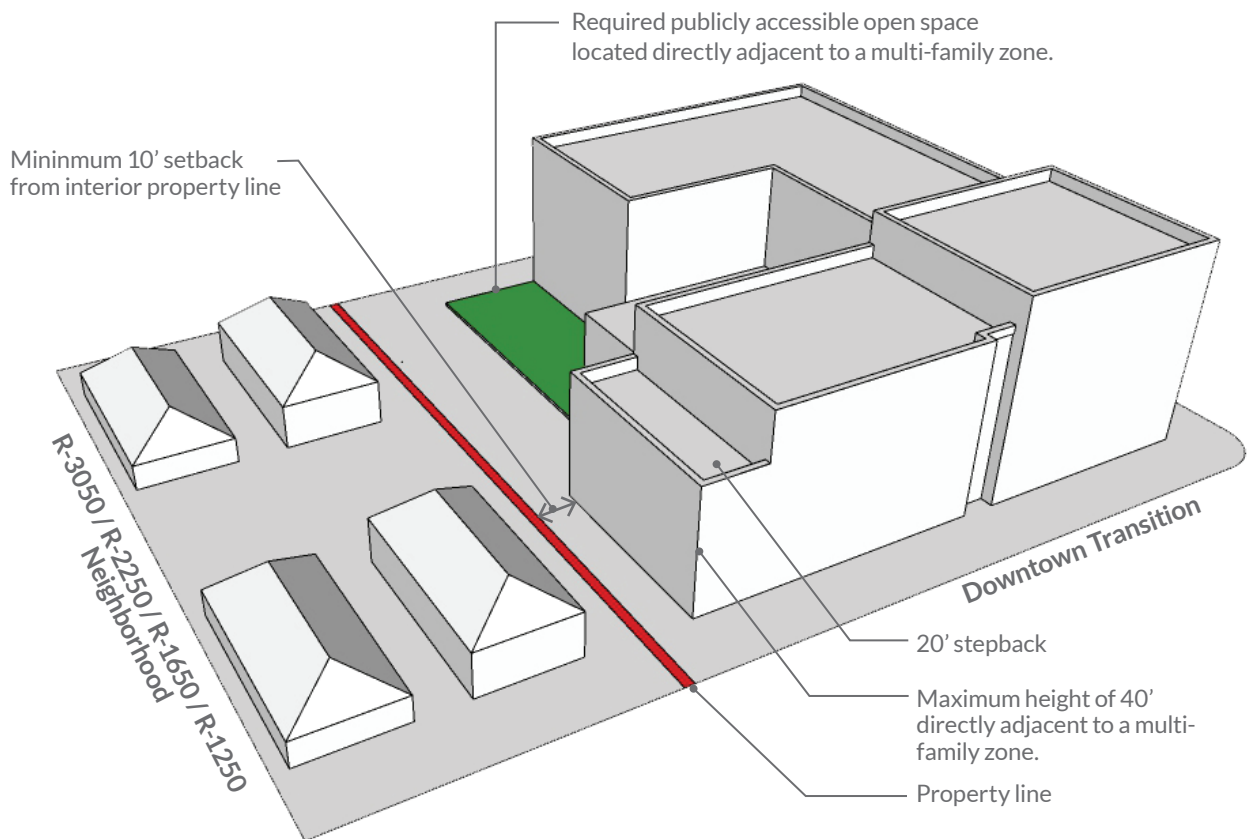 Required publicly accessible open space
located directly adjacent to a multi-family zone.
Mininmum 10’ setback
from interior property line
R-3050 / R-2250 / R-1650 / R-1250
Neighborhood
Downtown Transition
20’ stepback
Maximum height of 40’
directly adjacent to a multi-
family zone.
Property line